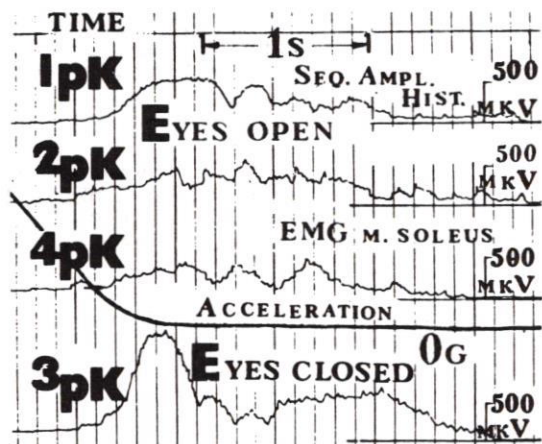 TIME
1s
1pK
SEQ. AMPL.
HIST.
500
MKV
EYES OPEN
2pK
500
MKV
EMG M. SOLEUS
4pK
500
MKV
ACCELERATION
0G
3pK
EYES CLOSED
500
MKV